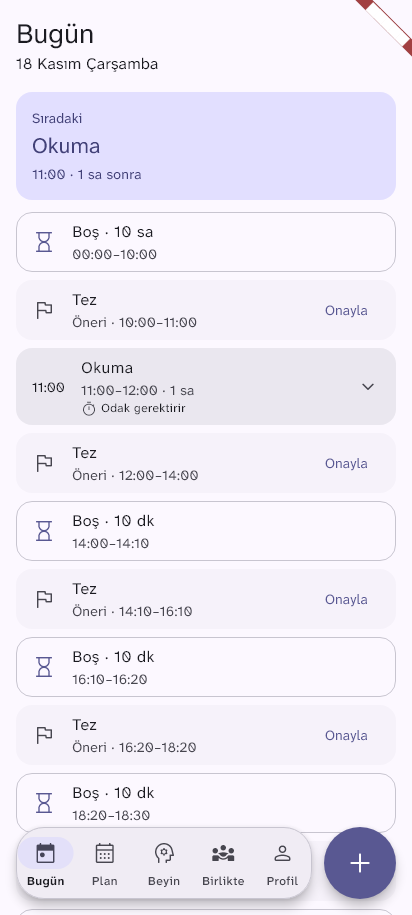 Bugün
18 Kasım Çarşamba
Sıradaki
Okuma
11:00 · 1 sa sonra
Boş · 10 sa
00:00–10:00
Tez
Öneri · 10:00–11:00
Onayla
11:00
Okuma
11:00–12:00 · 1 sa
Odak gerektirir
Tez
Öneri · 12:00–14:00
Onayla
Boş · 10 dk
14:00–14:10
Tez
Öneri · 14:10–16:10
Onayla
Boş · 10 dk
16:10–16:20
Tez
Öneri · 16:20–18:20
Onayla
Boş · 10 dk
18:20–18:30
Bugün
Plan
Beyin
Birlikte
Profil